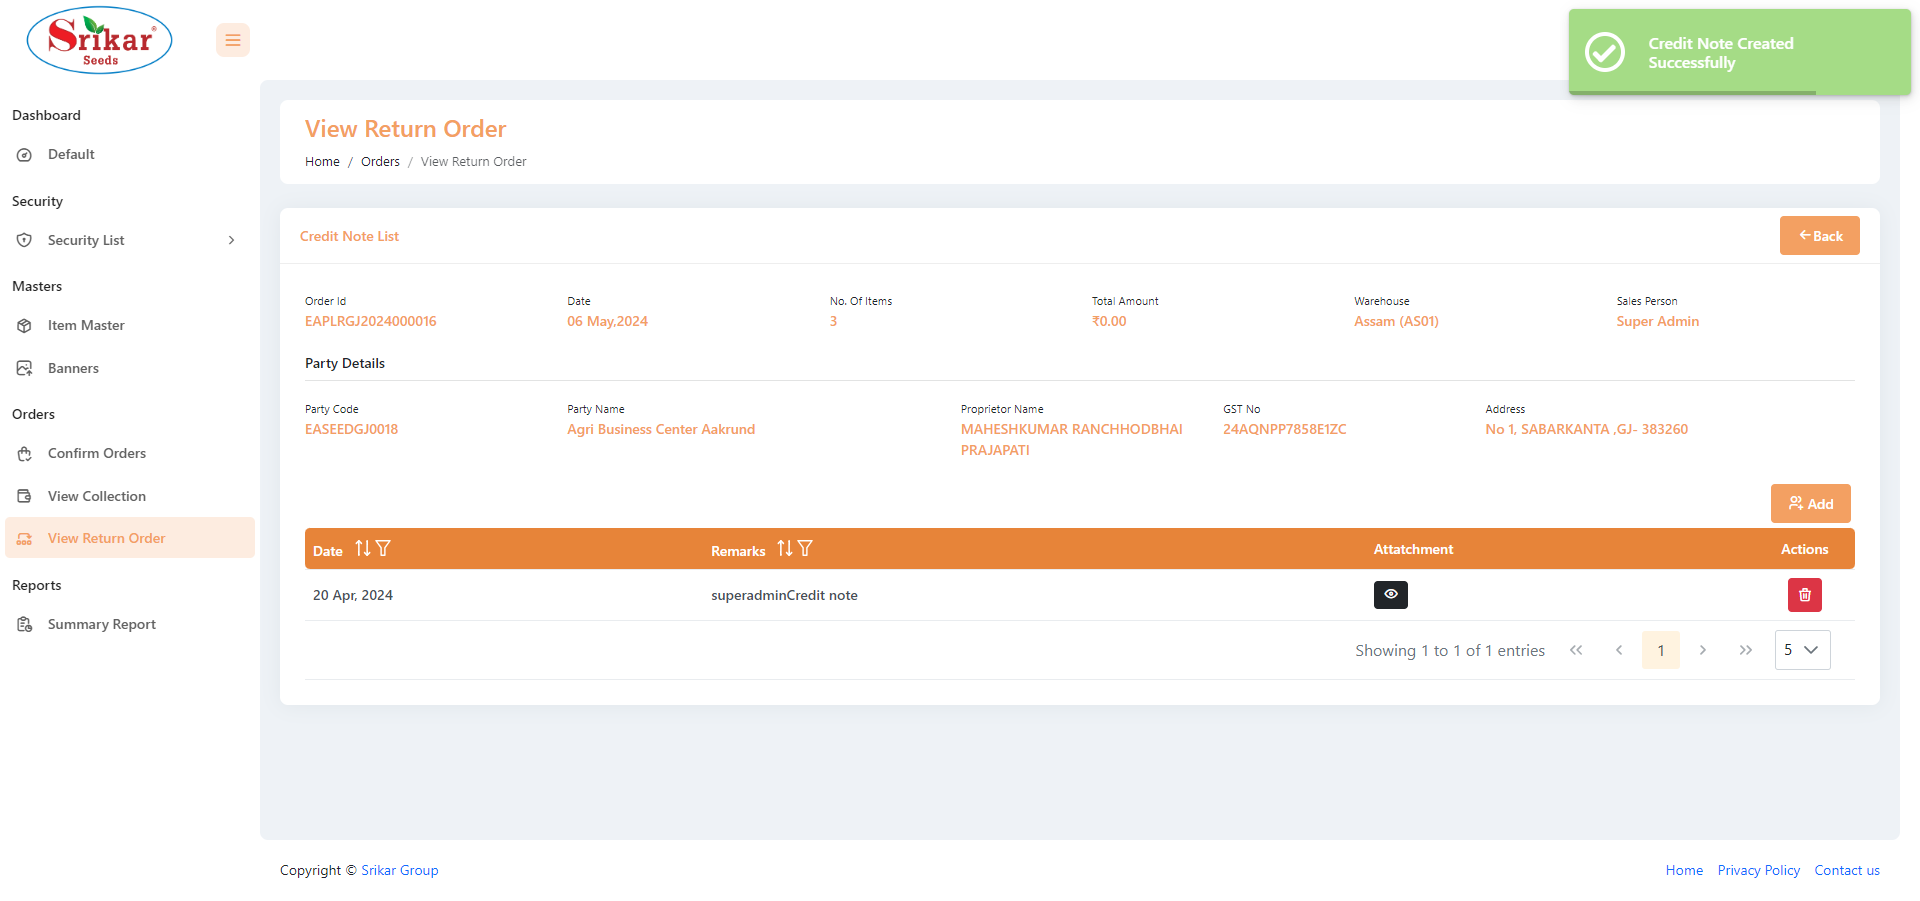 Srikar®
Seeds
Credit Note Created
Successfully
Dashboard
Default
Security
Security List
Masters
Item Master
Banners
Orders
Confirm Orders
View Collection
View Return Order
Reports
Summary Report
View Return Order
Home / Orders / View Return Order
Credit Note List
Back
Order Id Date No. Of Items Total Amount Warehouse Sales Person
EAPLRGJ2024000016 06 May,2024 3 ₹0.00 Assam (AS01) Super Admin
Party Details
Party Code Party Name Proprietor Name GST No Address
EASEEDGJ0018 Agri Business Center Aakrund MAHESHKUMAR RANCHHODBHAI 24AQNPP7858E1ZC No 1, SABARKANTA ,GJ- 383260
PRAJAPATI
Add
Date Remarks Attatchment Actions
20 Apr, 2024 superadminCredit note
Showing 1 to 1 of 1 entries 1 5
Copyright © Srikar Group
Home Privacy Policy Contact us